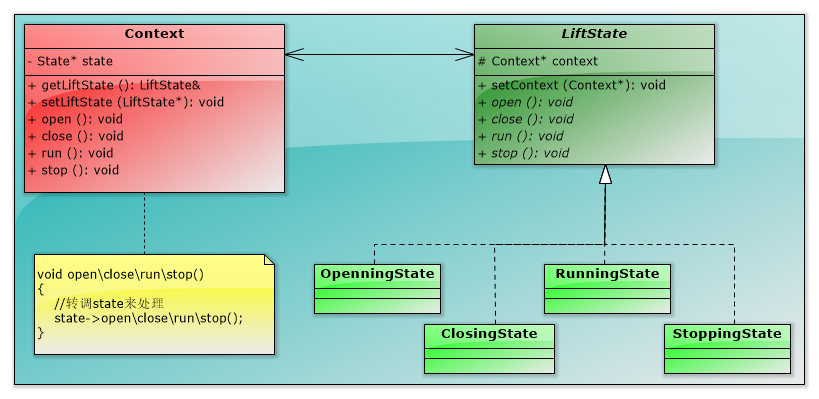 Context
- State* state
+ getLiftState (): LiftState&
+ setLiftState (LiftState*): void
+ open (): void
+ close (): void
+ run (): void
+ stop (): void
LiftState
# Context* context
+ setContext (Context*): void
+ open (): void
+ close (): void
+ run (): void
+ stop (): void
void open\close\run\stop()
{
//转调state来处理
state->open\close\run\stop();
}
OpenningState
RunningState
ClosingState
StoppingState